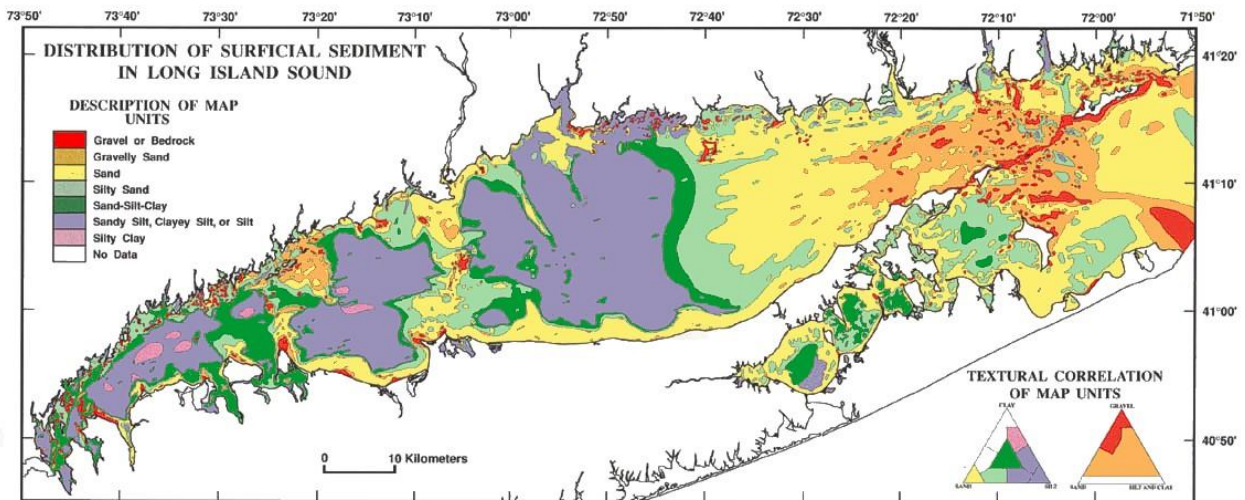 73°50' 73°40' 73°30' 73°20' 73°10' 73°00' 72°50' 72°40' 72°30' 72°20' 72°10' 72°00' 71°50'
DISTRIBUTION OF SURFICIAL SEDIMENT
IN LONG ISLAND SOUND
41°20'
DESCRIPTION OF MAP
UNITS
Gravel or Bedrock
Gravelly Sand
Sand
Silty Sand
Sand-Silt-Clay
Sandy Silt, Clayey Silt, or Silt
Silty Clay
No Data
41°10'
41°00'
TEXTURAL CORRELATION
OF MAP UNITS
CLAY GRAVEL
40°50'
0 10 Kilometers
SAND SILT SAND SILT AND CLAY